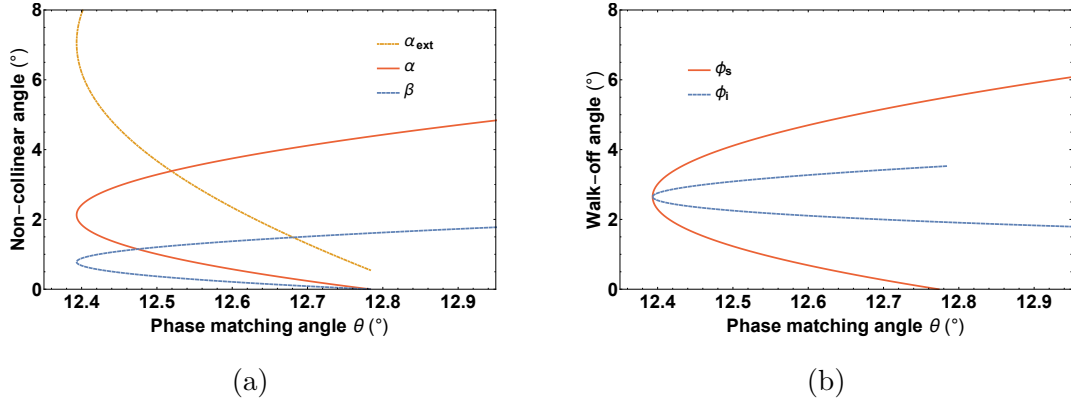 Non-collinear angle (°)
8
6
4
2
0
α_ext
α
β
12.4 12.5 12.6 12.7 12.8 12.9
Phase matching angle θ (°)
(a)
Walk-off angle (°)
8
6
4
2
0
ϕ_s
ϕ_i
12.4 12.5 12.6 12.7 12.8 12.9
Phase matching angle θ (°)
(b)